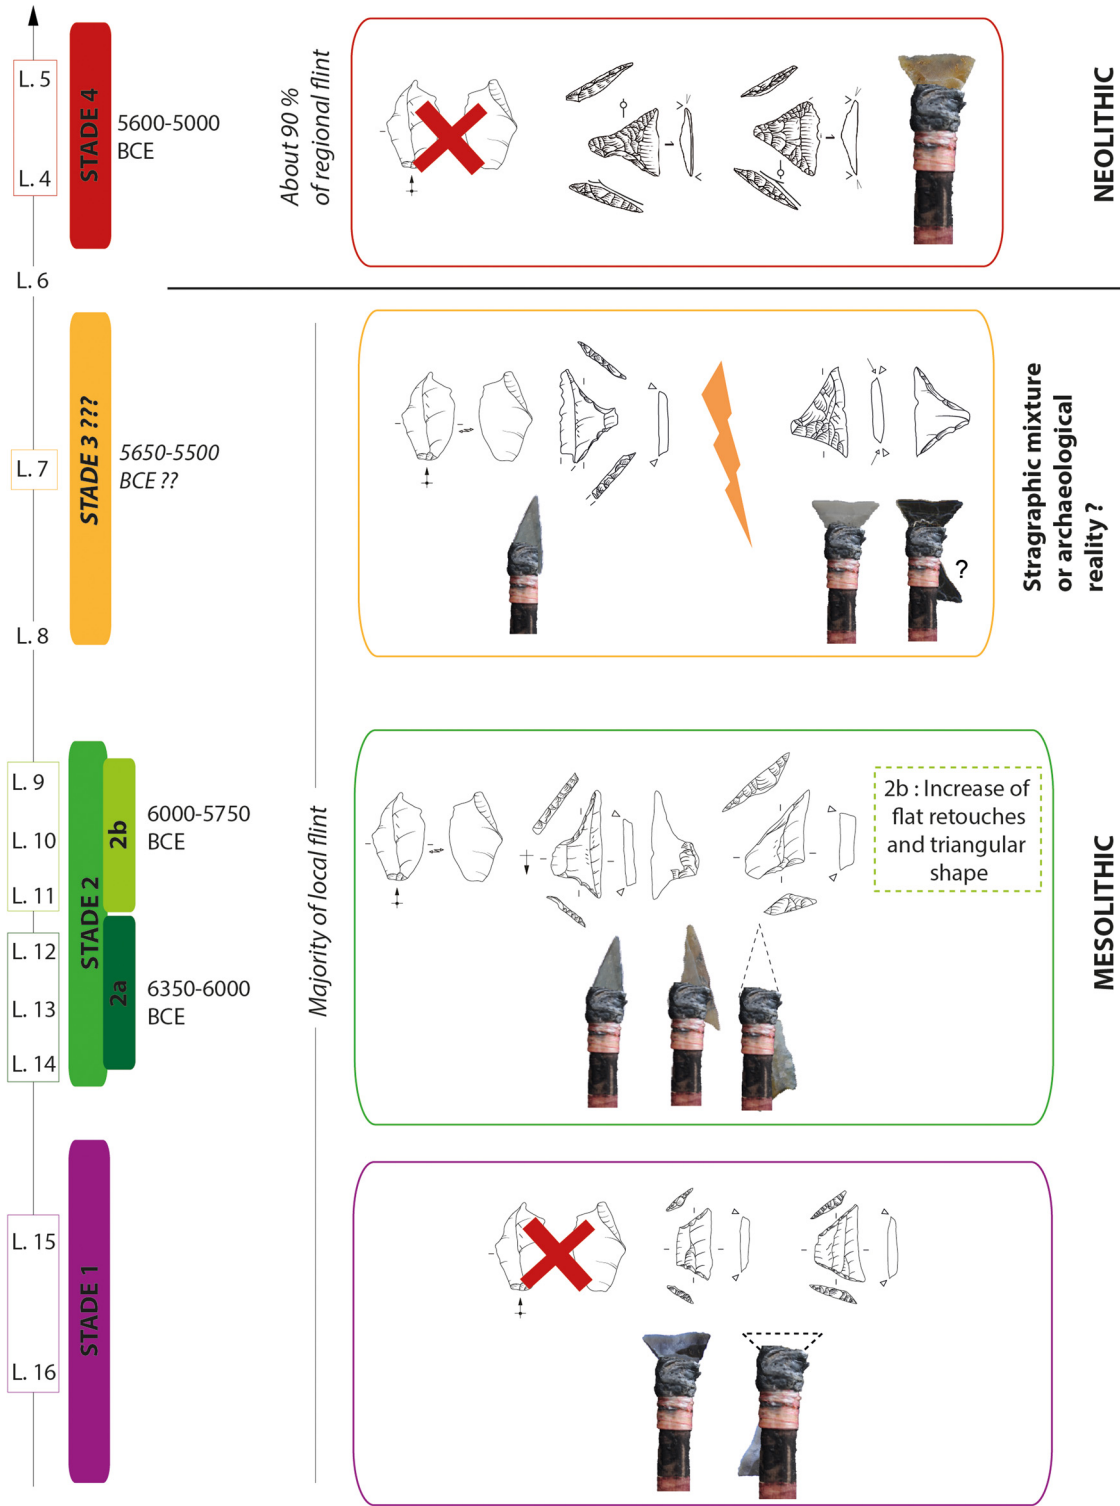 L. 5
L. 4
STADE 4
5600-5000
BCE
About 90 %
of regional flint
1
1
NEOLITHIC
L. 6
L. 7
L. 8
STADE 3 ???
5650-5500
BCE ??
?
Stragraphic mixture
or archaeological
reality ?
Majority of local flint
L. 9
L. 10
L. 11
L. 12
L. 13
L. 14
STADE 2
2b
2a
6000-5750
BCE
6350-6000
BCE
2b : Increase of
flat retouches
and triangular
shape
MESOLITHIC
L. 15
L. 16
STADE 1